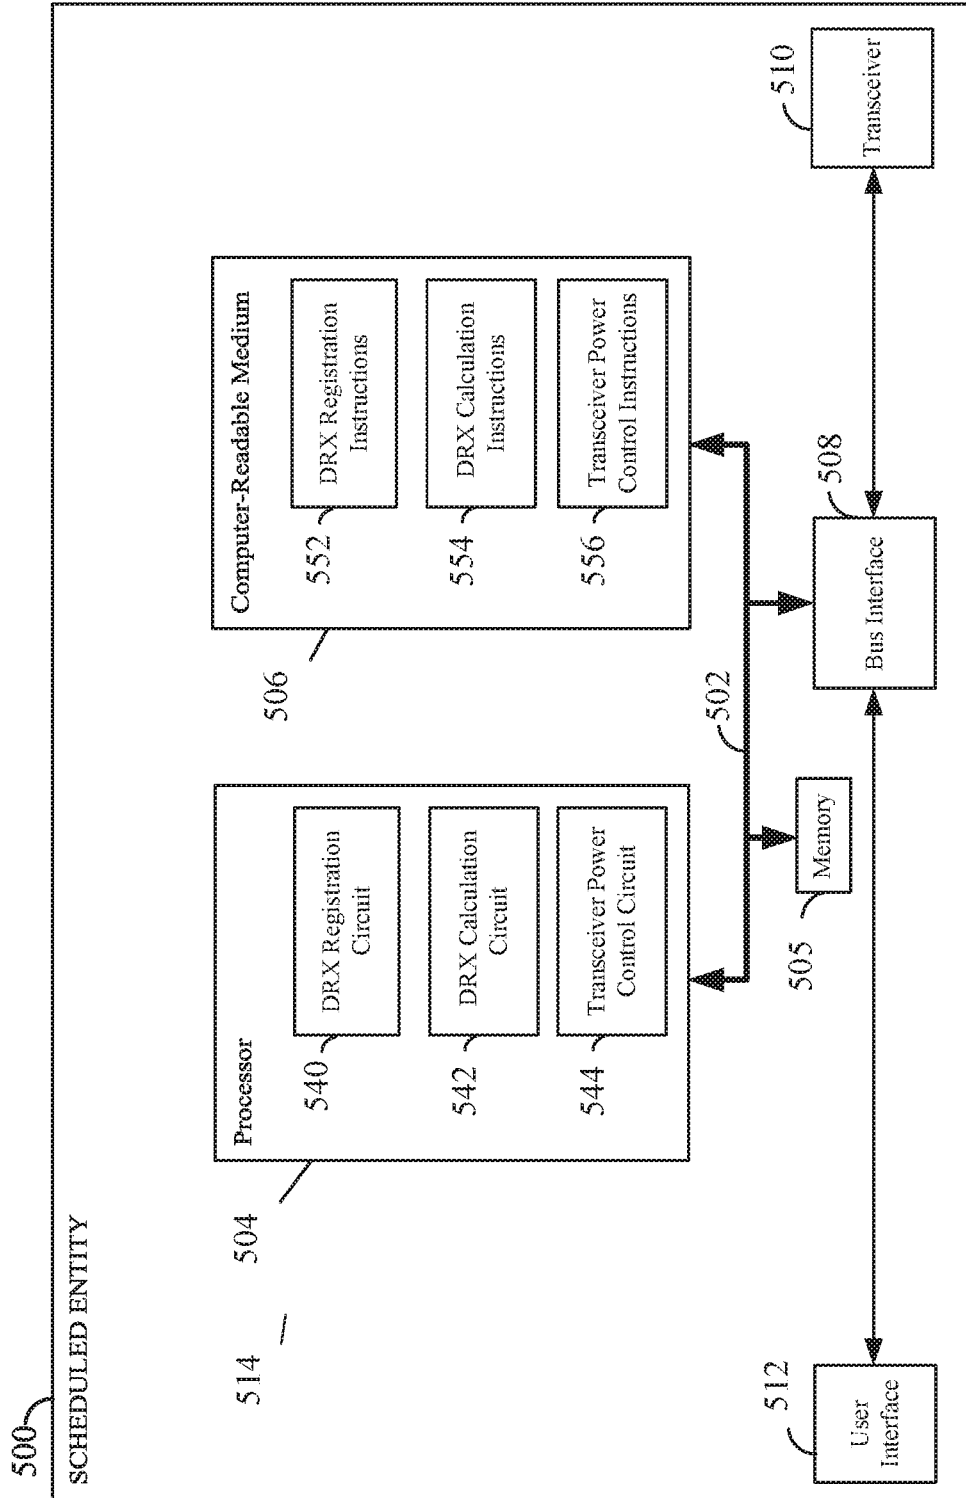 500
SCHEDULED ENTITY
514
504
Processor
540
DRX Registration
Circuit
542
DRX Calculation
Circuit
544
Transceiver Power
Control Circuit
506
Computer-Readable Medium
552
DRX Registration
Instructions
554
DRX Calculation
Instructions
556
Transceiver Power
Control Instructions
502
505
Memory
512
User
Interface
508
Bus Interface
510
Transceiver